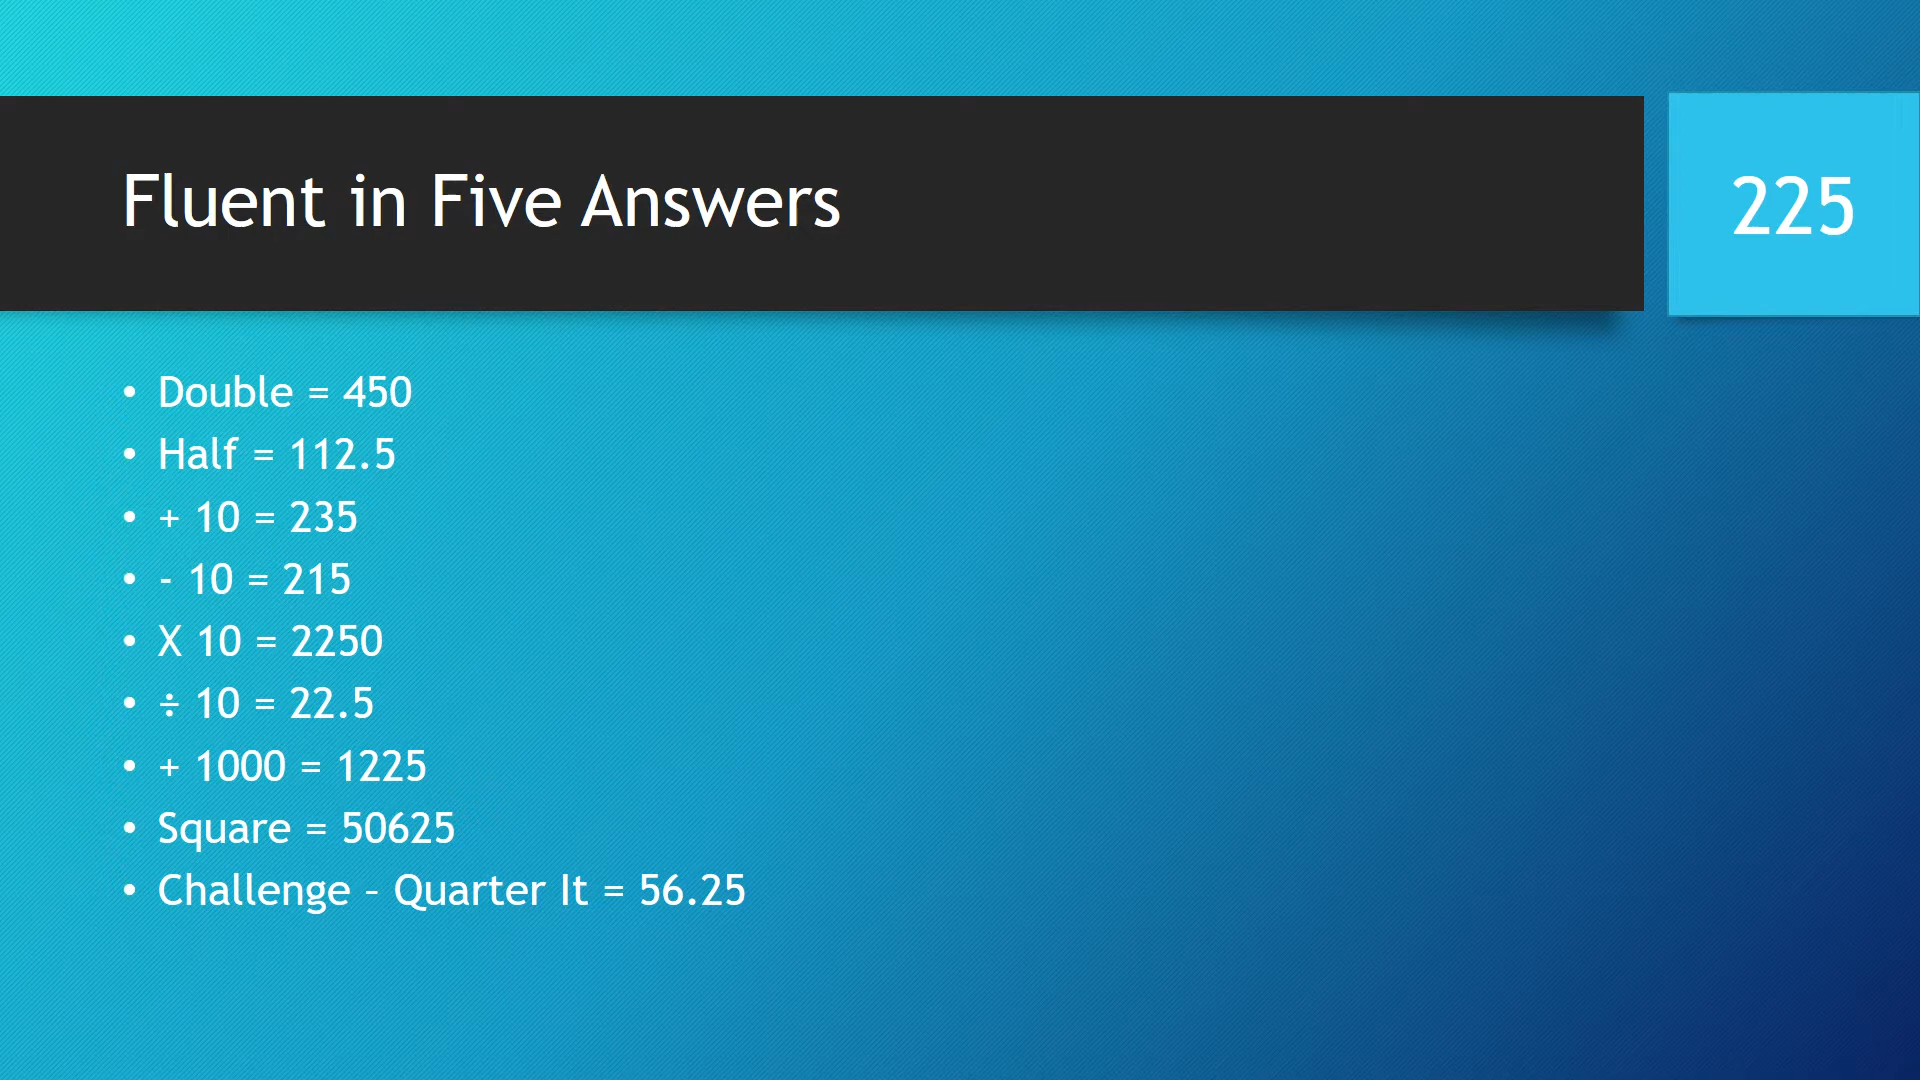 Fluent in Five Answers
225
• Double = 450
• Half = 112.5
• + 10 = 235
• - 10 = 215
• X 10 = 2250
• ÷ 10 = 22.5
• + 1000 = 1225
• Square = 50625
• Challenge – Quarter It = 56.25